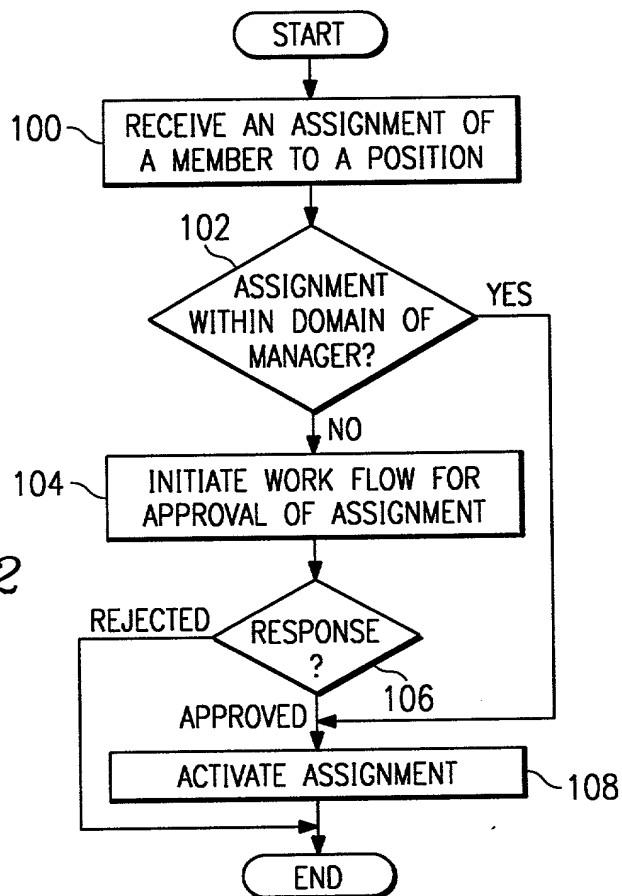 START
100
RECEIVE AN ASSIGNMENT OF
A MEMBER TO A POSITION
102
ASSIGNMENT
WITHIN DOMAIN OF
MANAGER?
YES
NO
104
INITIATE WORK FLOW FOR
APPROVAL OF ASSIGNMENT
2
REJECTED
RESPONSE
?
106
APPROVED
ACTIVATE ASSIGNMENT
108
END